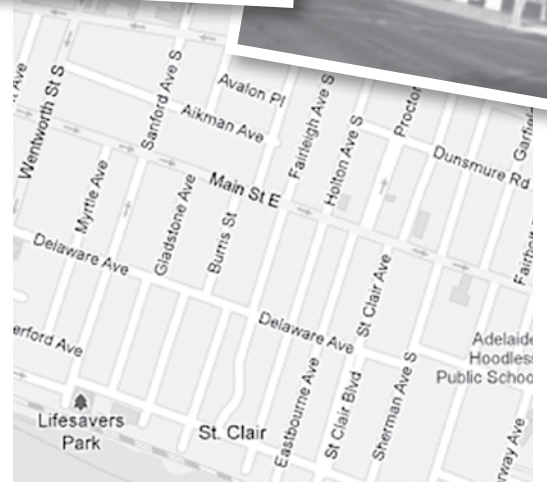 Wentworth St S
Sanford Ave S
Avalon Pl
Aikman Ave
Fairleigh Ave S
Holton Ave S
Proctor
Dunsmure Rd
Main St E
Myrtle Ave
Gladstone Ave
Burris St
Delaware Ave
St Clair Ave
Delaware Ave
Adelaide
Hoodless
Public School
Lifesavers
Park
St. Clair
Eastbourne Ave
St Clair Blvd
Sherman Ave S